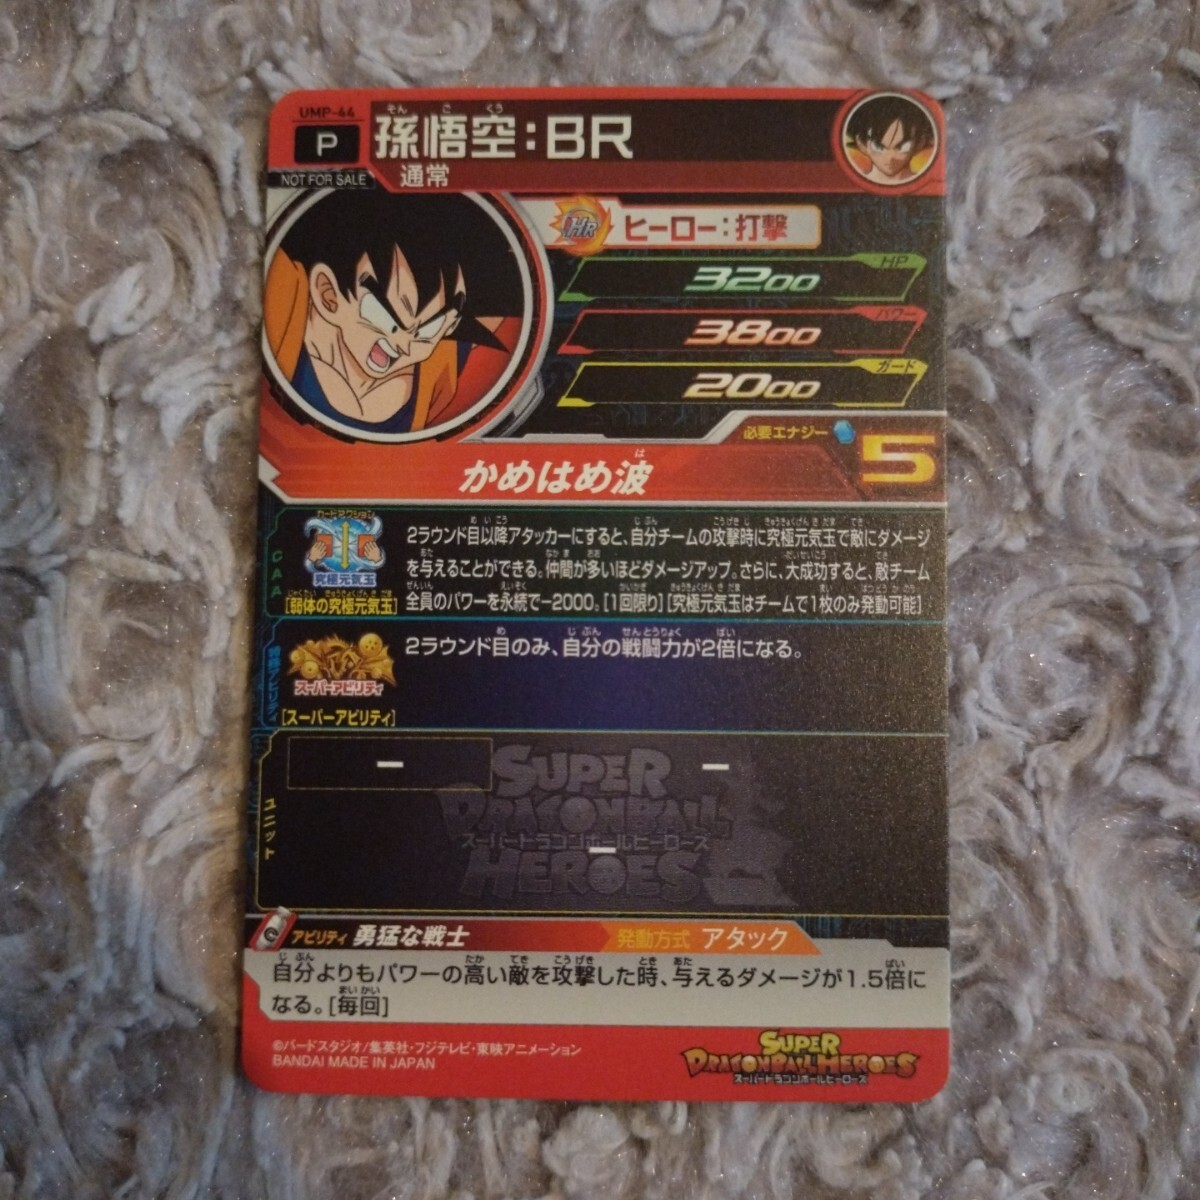 UMP-44
P
NOT FOR SALE
そん ご くう
孫悟空:BR
通常
HR
ヒーロー:打撃
HP
3200
パワー
3800
ガード
2000
必要エナジー
5
は
かめはめ波
CAA
カードアクション
究極元気玉
[弱体の究極元気玉]
2ラウンド目以降アタッカーにすると、自分チームの攻撃時に究極元気玉で敵にダメージ
を与えることができる。仲間が多いほどダメージアップ。さらに、大成功すると、敵チーム
全員のパワーを永続で−2000。[1回限り][究極元気玉はチームで1枚のみ発動可能]
スーパーアビリティ
[スーパーアビリティ]
2ラウンド目のみ、自分の戦闘力が2倍になる。
ユニット
ー
ー
ー
SUPER
DRAGONBALL
スーパードラゴンボールヒーローズ
HEROES
アビリティ 勇猛な戦士
発動方式 アタック
自分よりもパワーの高い敵を攻撃した時、与えるダメージが1.5倍に
なる。[毎回]
©バードスタジオ/集英社・フジテレビ・東映アニメーション
BANDAI MADE IN JAPAN
SUPER
DRAGONBALL HEROES
スーパードラゴンボールヒーローズ